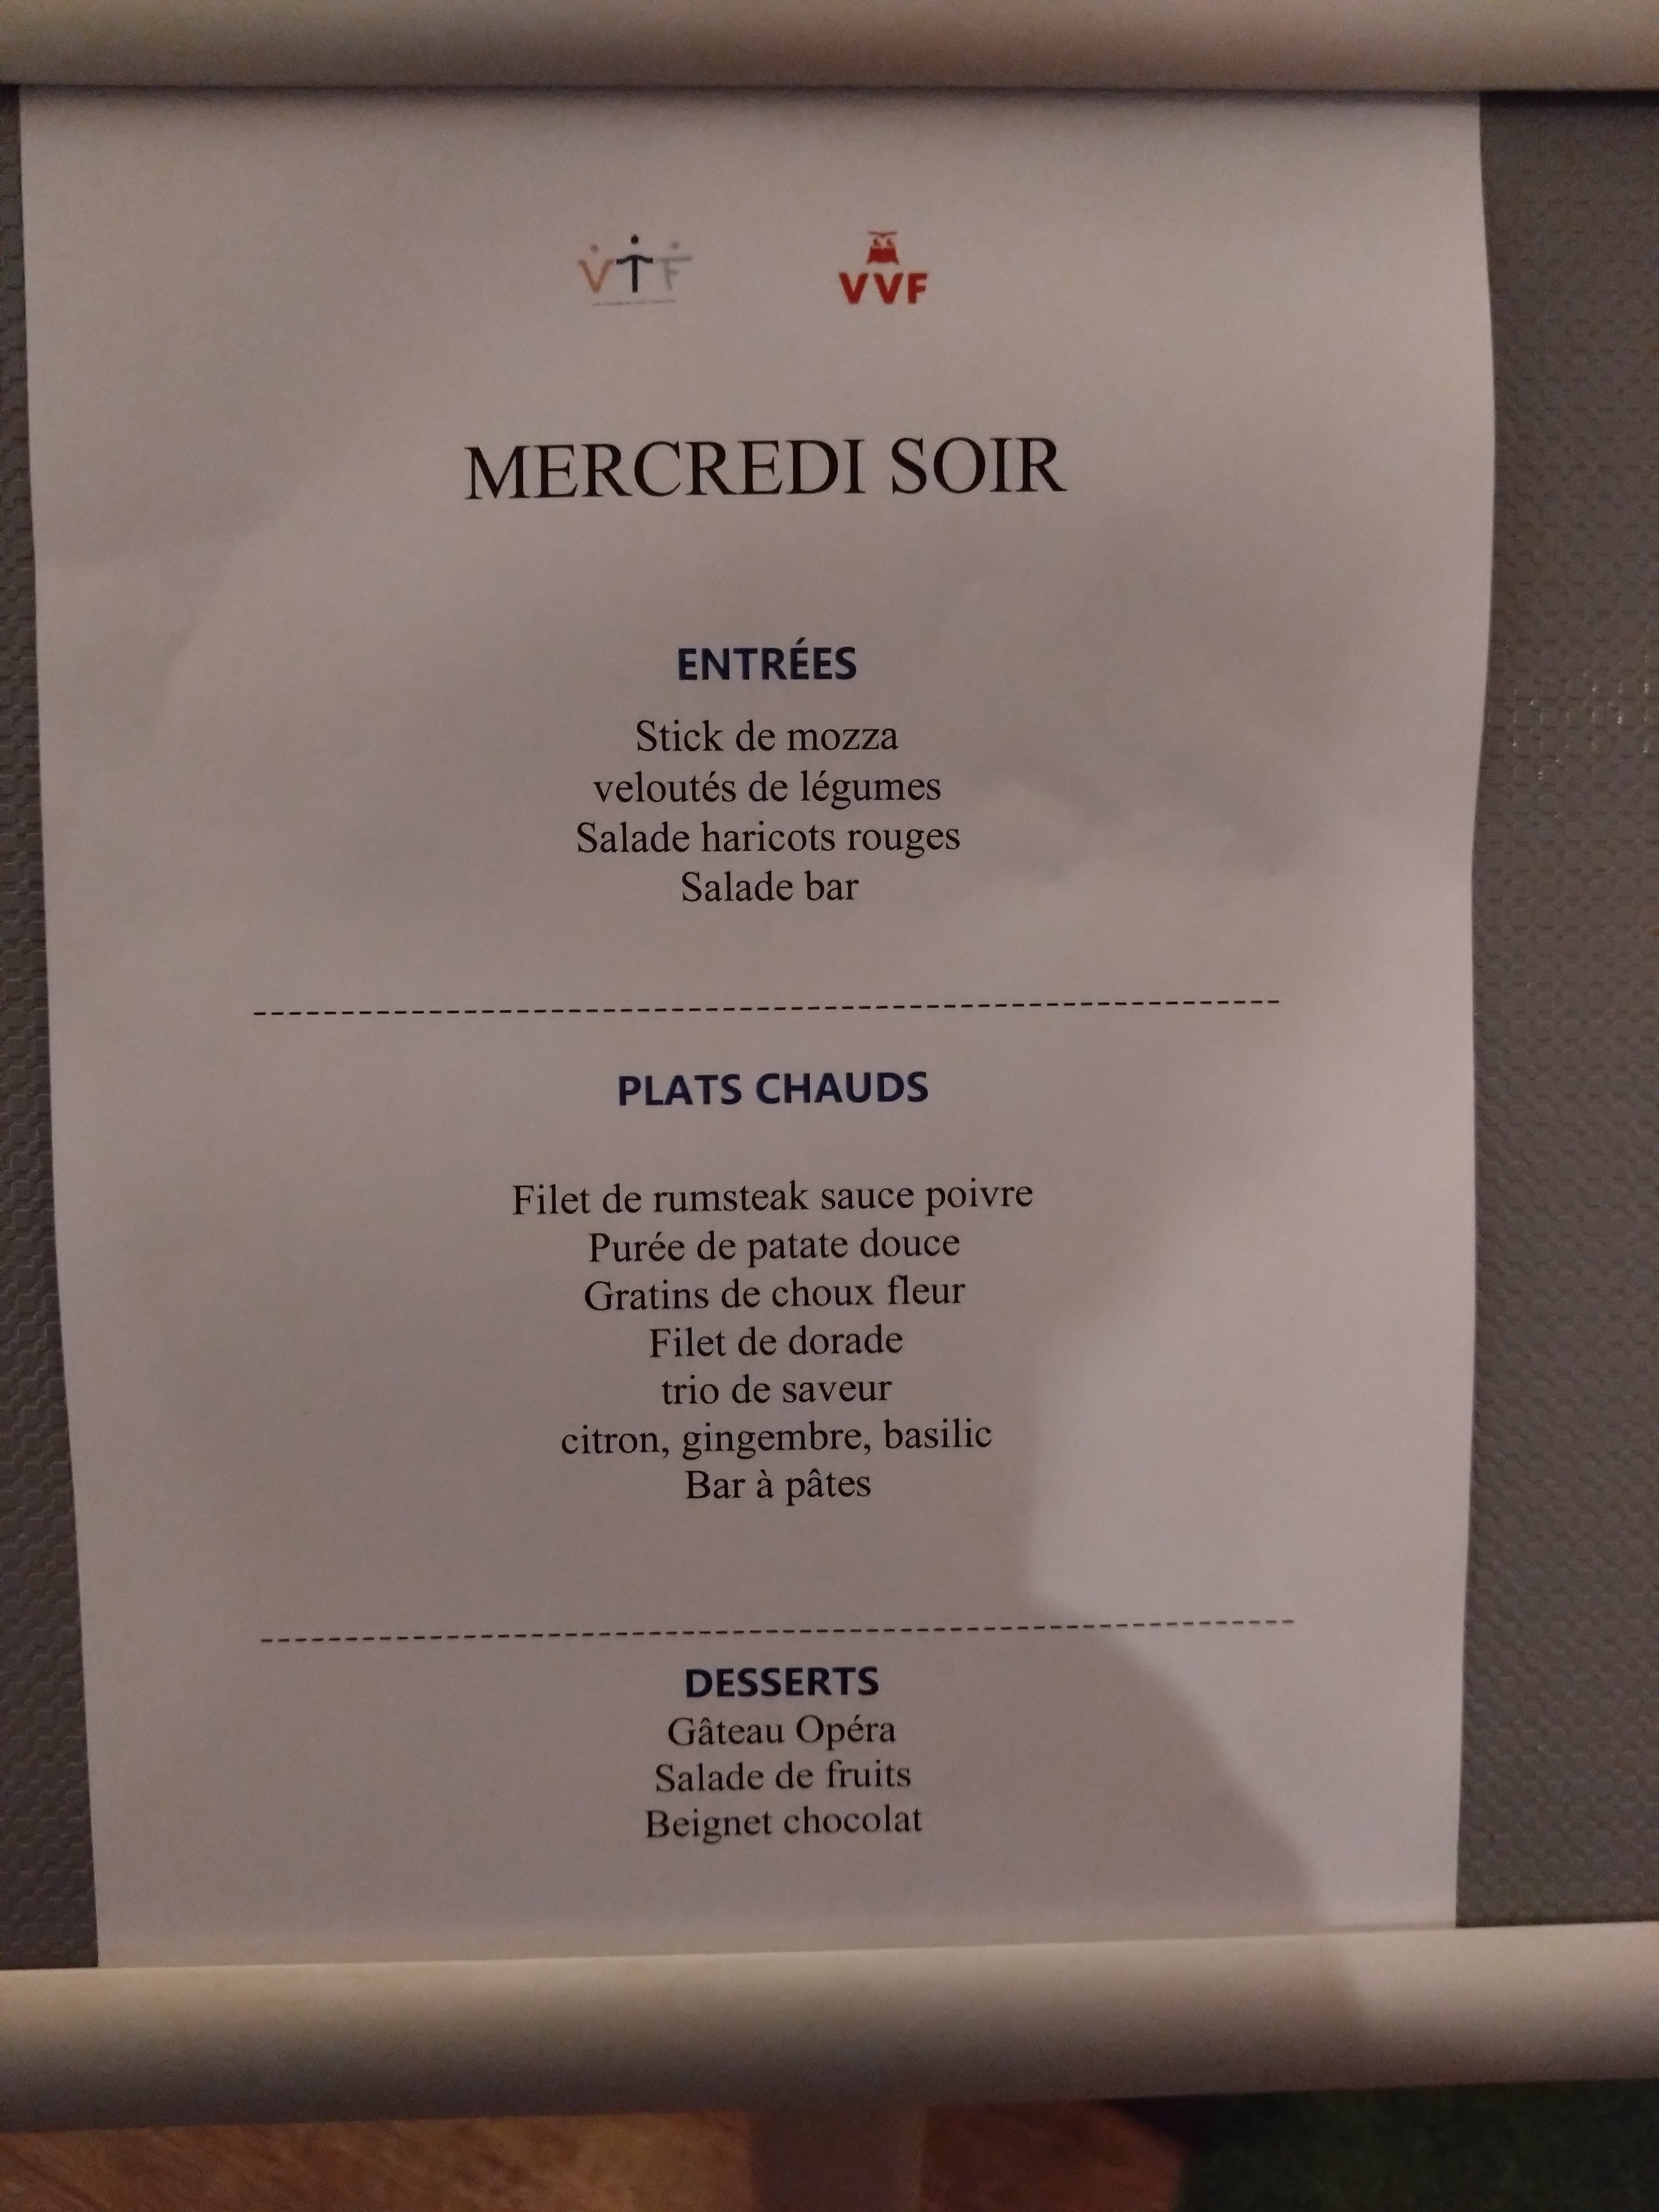 VTF
VVF
MERCREDI SOIR
ENTRÉES
Stick de mozza
veloutés de légumes
Salade haricots rouges
Salade bar
PLATS CHAUDS
Filet de rumsteak sauce poivre
Purée de patate douce
Gratins de choux fleur
Filet de dorade
trio de saveur
citron, gingembre, basilic
Bar à pâtes
DESSERTS
Gâteau Opéra
Salade de fruits
Beignet chocolat